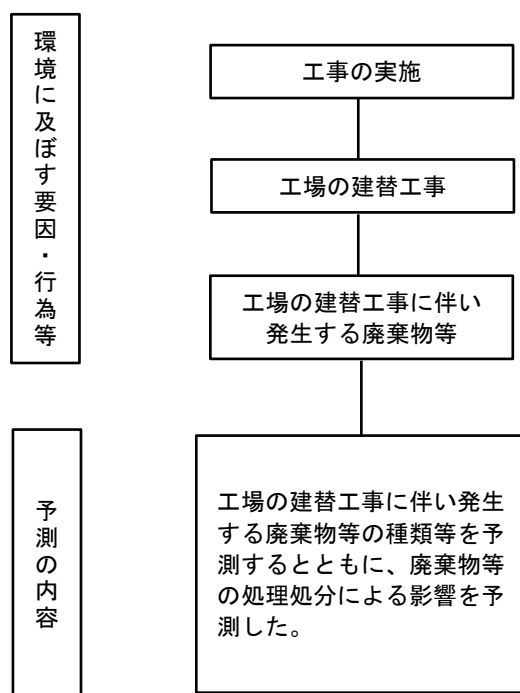 環境に及ぼす要因・行為等
工事の実施
工場の建替工事
工場の建替工事に伴い
発生する廃棄物等
予測の内容
工場の建替工事に伴い発生
する廃棄物等の種類等を予
測するとともに、廃棄物等
の処理処分による影響を予
測した。